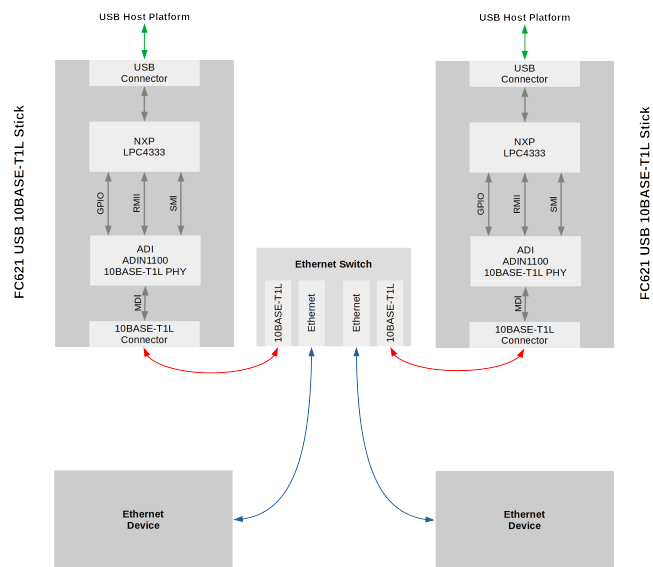 USB Host Platform
FC621 USB 10BASE-T1L Stick
USB
Connector
NXP
LPC4333
GPIO
RMII
SMI
ADI
ADIN1100
10BASE-T1L PHY
MDI
10BASE-T1L
Connector
Ethernet Switch
10BASE-T1L
Ethernet
Ethernet
10BASE-T1L
USB Host Platform
USB
Connector
NXP
LPC4333
GPIO
RMII
SMI
ADI
ADIN1100
10BASE-T1L PHY
MDI
10BASE-T1L
Connector
FC621 USB 10BASE-T1L Stick
Ethernet
Device
Ethernet
Device